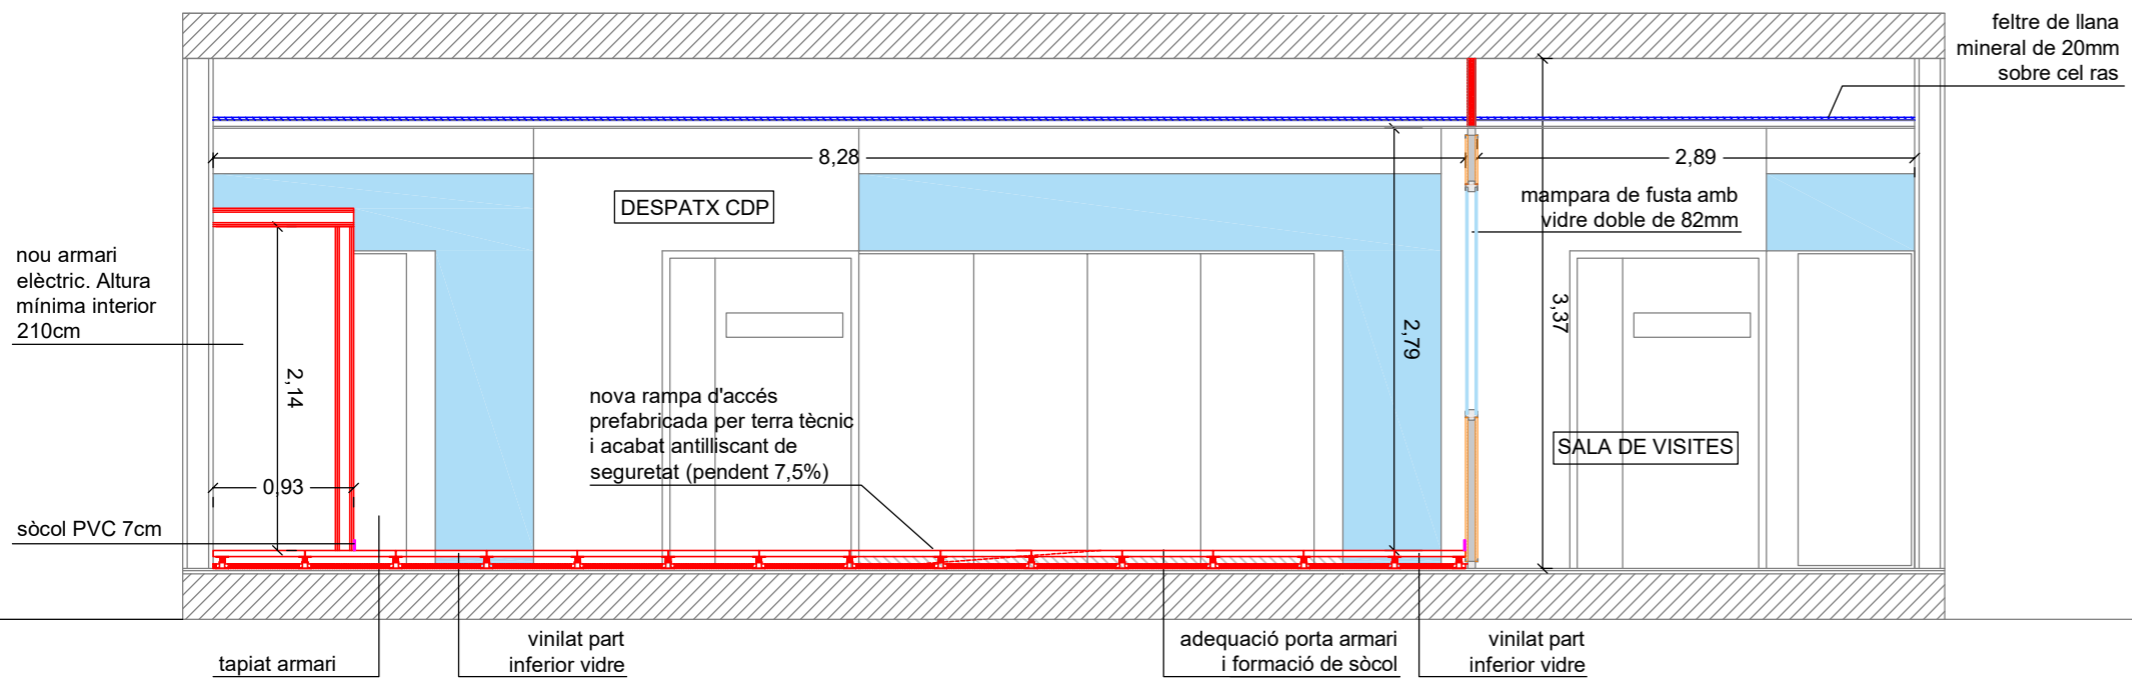 feltre de llana
mineral de 20mm
sobre cel ras
8,28
2,89
DESPATX CDP
mampara de fusta amb
vidre doble de 82mm
nou armari
elèctric. Altura
mínima interior
210cm
3,37
2,79
2,14
nova rampa d'accés
prefabricada per terra tècnic
i acabat antilliscant de
seguretat (pendent 7,5%)
SALA DE VISITES
0,93
sòcol PVC 7cm
tapiat armari
vinilat part
inferior vidre
adequació porta armari
i formació de sòcol
vinilat part
inferior vidre